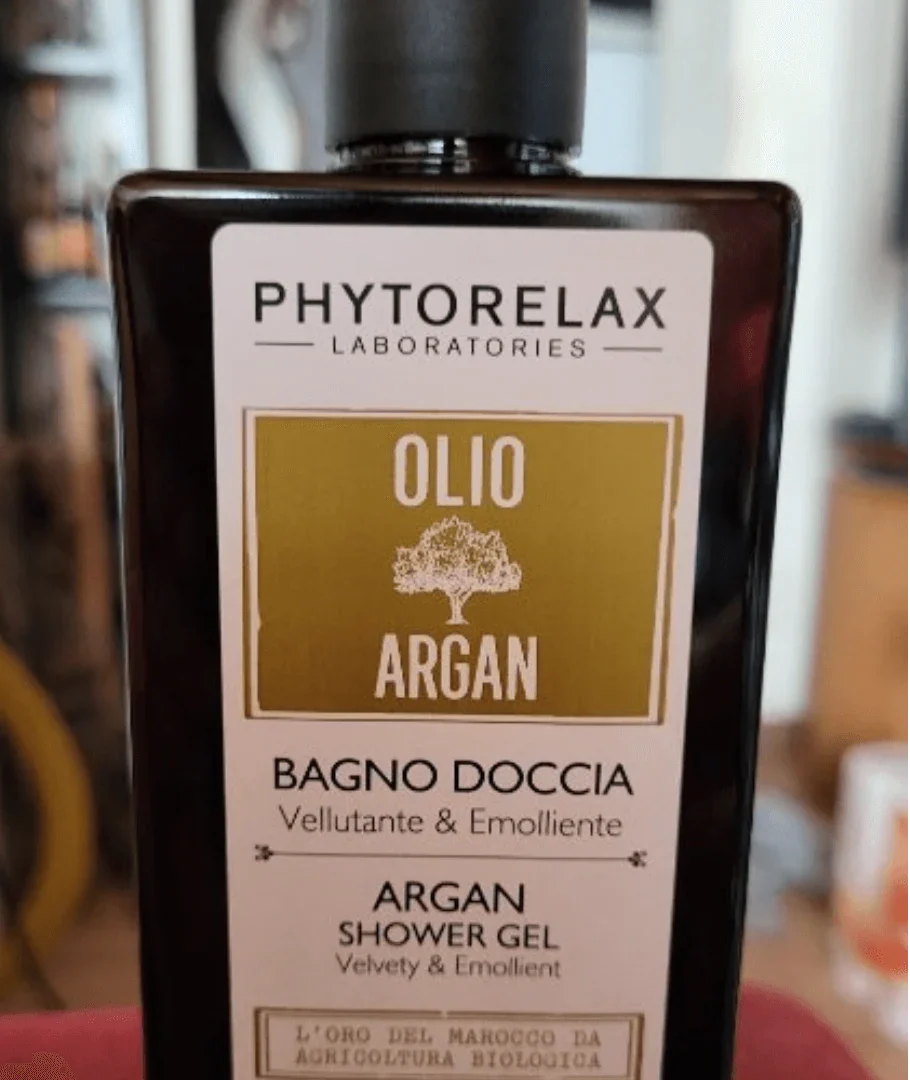 PHYTORELAX
LABORATORIES
OLIO
ARGAN
BAGNO DOCCIA
Vellutante & Emolliente
ARGAN
SHOWER GEL
Velvety & Emollient
L'ORO DEL MAROCCO DA
AGRICOLTURA BIOLOGICA